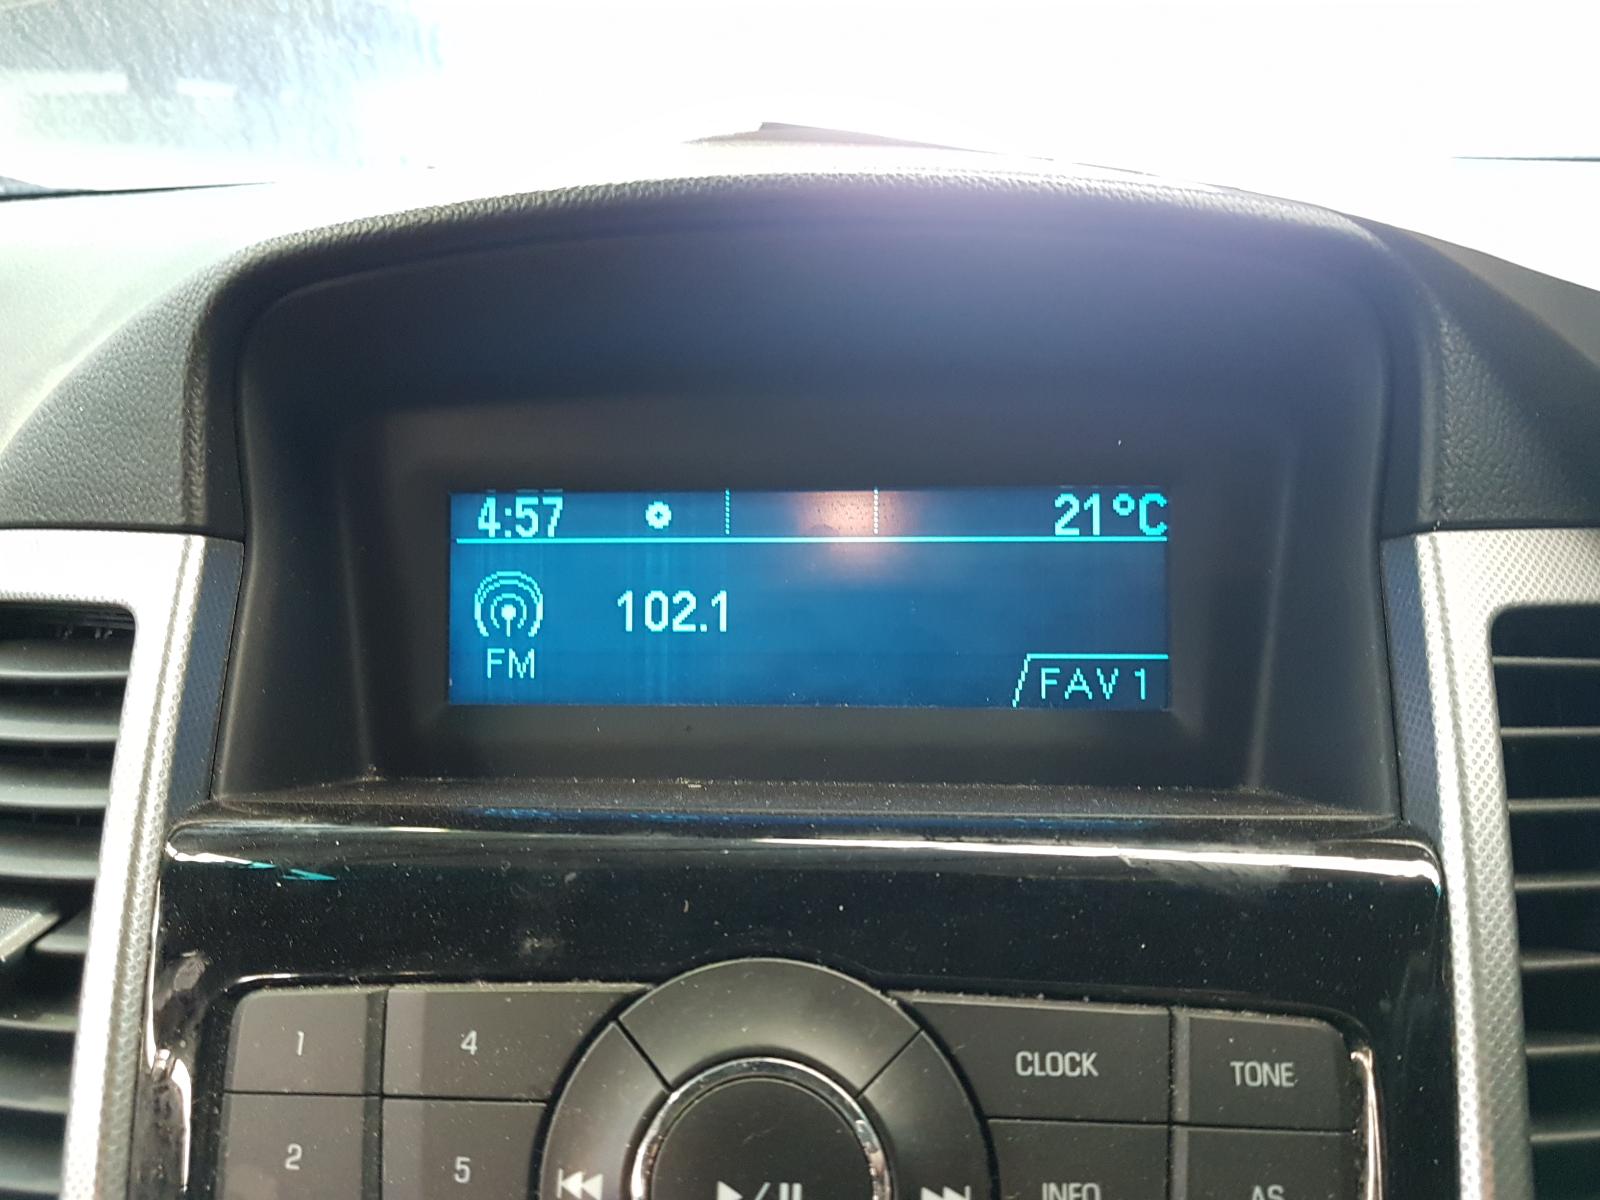 4:57 21°C
102.1
FM
FAV 1
1 4 CLOCK TONE
2 5 INFO AS